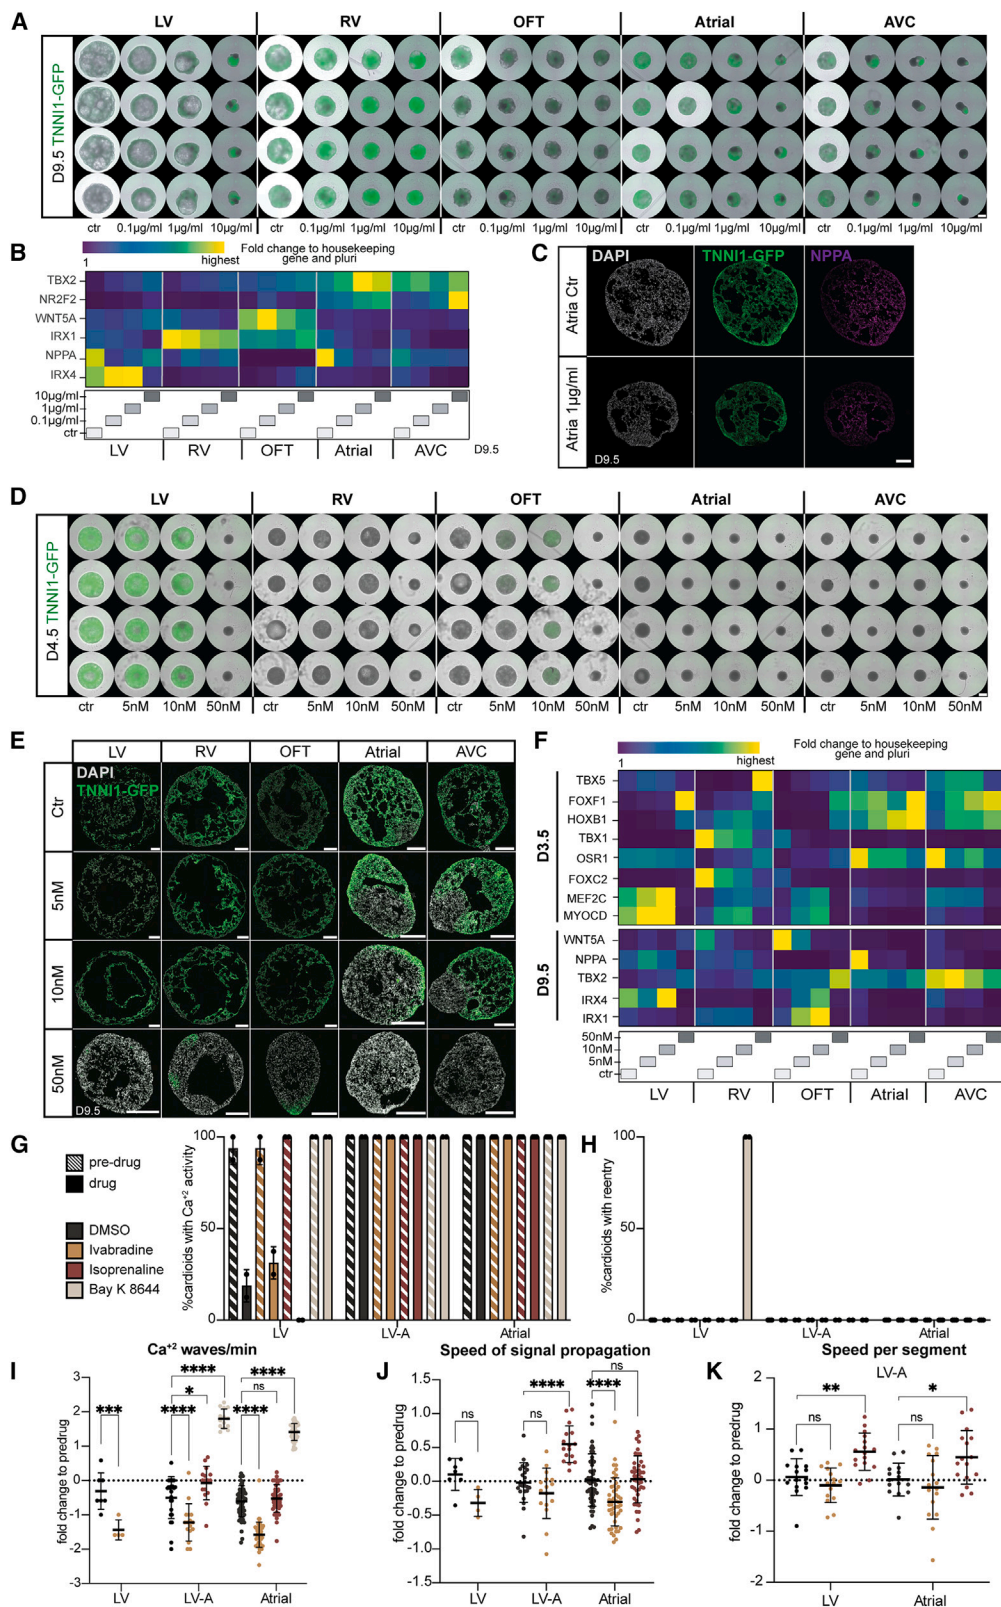 A
LV RV OFT Atrial AVC
D9.5 TNNI1-GFP
ctr 0.1µg/ml 1µg/ml 10µg/ml ctr 0.1µg/ml 1µg/ml 10µg/ml ctr 0.1µg/ml 1µg/ml 10µg/ml ctr 0.1µg/ml 1µg/ml 10µg/ml ctr 0.1µg/ml 1µg/ml 10µg/ml
B
1 highest
Fold change to housekeeping
gene and pluri
TBX2
NR2F2
WNT5A
IRX1
NPPA
IRX4
10µg/ml
1µg/ml
0.1µg/ml
ctr
LV RV OFT Atrial AVC D9.5
C
DAPI TNNI1-GFP NPPA
Atria Ctr
Atria 1µg/ml
D9.5
D
LV RV OFT Atrial AVC
D4.5 TNNI1-GFP
ctr 5nM 10nM 50nM ctr 5nM 10nM 50nM ctr 5nM 10nM 50nM ctr 5nM 10nM 50nM ctr 5nM 10nM 50nM
E
LV RV OFT Atrial AVC
DAPI
TNNI1-GFP
Ctr
5nM
10nM
50nM
D9.5
F
1 highest
Fold change to housekeeping
gene and pluri
D3.5
TBX5
FOXF1
HOXB1
TBX1
OSR1
FOXC2
MEF2C
MYOCD
D9.5
WNT5A
NPPA
TBX2
IRX4
IRX1
50nM
10nM
5nM
ctr
LV RV OFT Atrial AVC
G
pre-drug
drug
DMSO
Ivabradine
Isoprenaline
Bay K 8644
%cardioids with Ca⁺² activity
100
50
0
LV LV-A Atrial
H
%cardioids with reentry
100
50
0
LV LV-A Atrial
I
Ca⁺² waves/min
fold change to predrug
3
2
1
-0
-1
-2
-3
*** **** * **** **** ns ****
LV LV-A Atrial
J
Speed of signal propagation
fold change to predrug
1.5
1.0
0.5
-0.0
-0.5
-1.0
-1.5
ns ns **** **** ns
LV LV-A Atrial
K
Speed per segment
LV-A
fold change to predrug
2
1
-0
-1
-2
ns ** ns *
LV Atrial